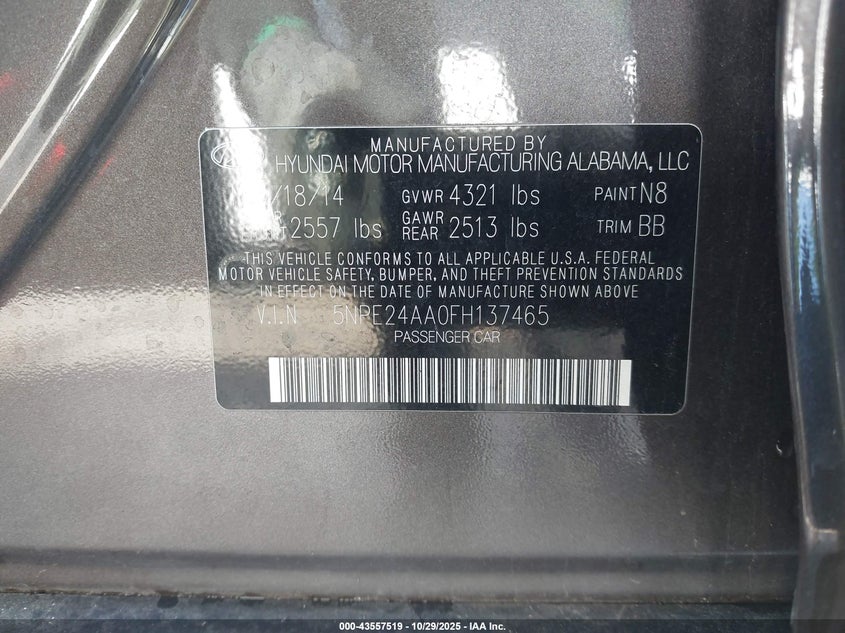 MANUFACTURED BY
HYUNDAI MOTOR MANUFACTURING ALABAMA, LLC
/18/14 GVWR 4321 lbs PAINT N8
2557 lbs GAWR REAR 2513 lbs TRIM BB
THIS VEHICLE CONFORMS TO ALL APPLICABLE U.S.A. FEDERAL
MOTOR VEHICLE SAFETY, BUMPER, AND THEFT PREVENTION STANDARDS
IN EFFECT ON THE DATE OF MANUFACTURE SHOWN ABOVE.
V.I.N 5NPE24AA0FH137465
PASSENGER CAR
000-43557519 - 10/29/2025 - IAA Inc.